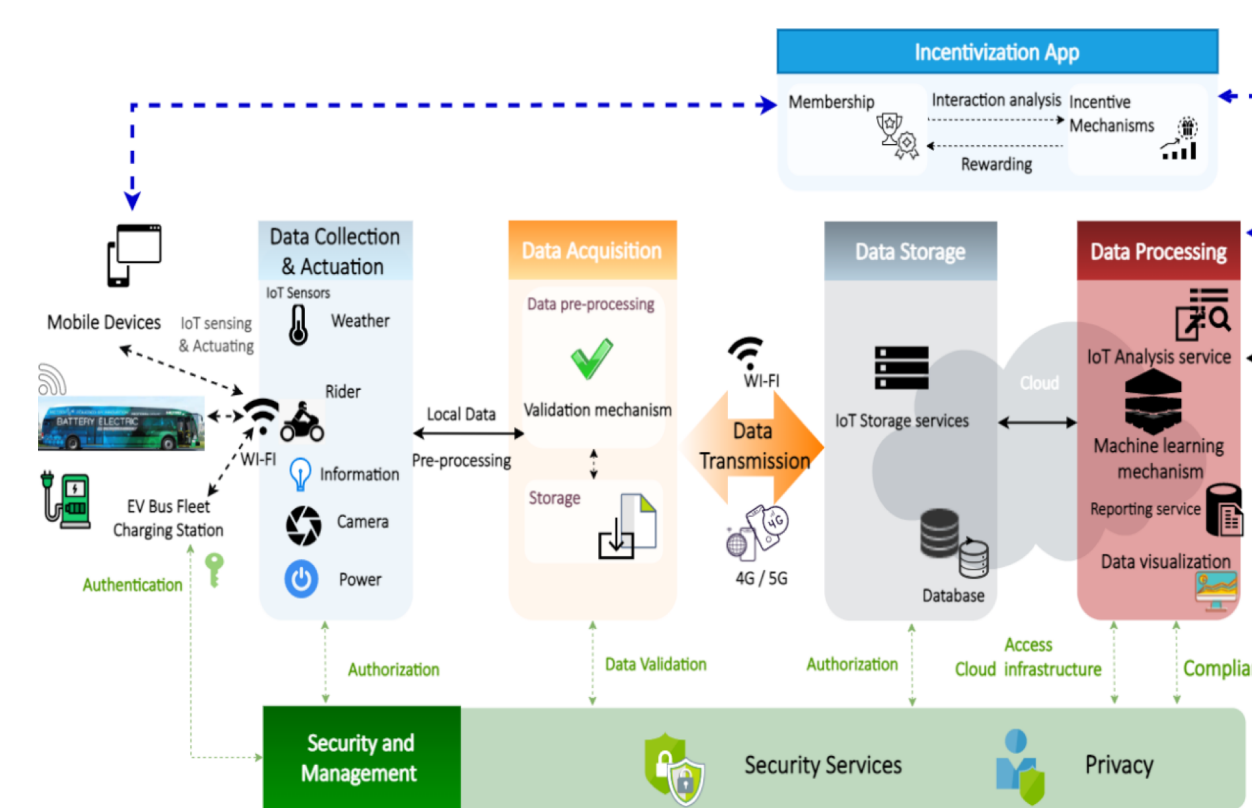 Incentivization App
Membership
Interaction analysis
Incentive
Mechanisms
Rewarding
Mobile Devices
IoT sensing
& Actuating
BATTERY ELECTRIC
WI-FI
EV Bus Fleet
Charging Station
Authentication
Data Collection
& Actuation
IoT Sensors
Weather
Rider
Information
Camera
Power
Local Data
Pre-processing
Data Acquisition
Data pre-processing
Validation mechanism
Storage
WI-FI
Data
Transmission
4G
4G / 5G
Data Storage
IoT Storage services
Database
Cloud
Data Processing
IoT Analysis service
Machine learning
mechanism
Reporting service
Data visualization
Authorization
Data Validation
Authorization
Access
Cloud infrastructure
Complia
Security and
Management
Security Services
Privacy